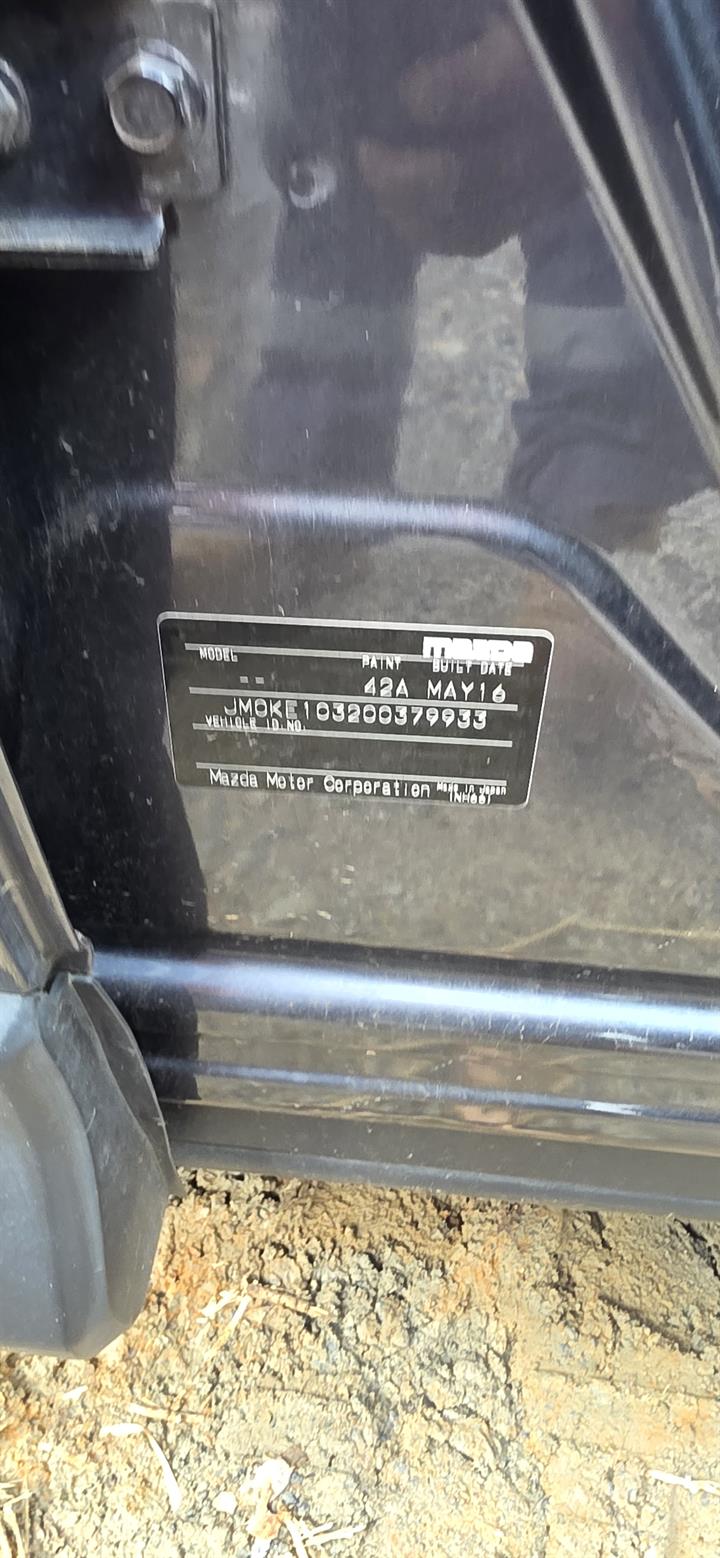 mazda
MODEL PAINT BUILT DATE
-- 42A MAY16
JM0KE103200379933
VEHICLE ID.NO.
Mazda Motor Corporation Made in Japan